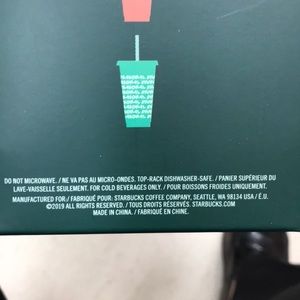 DO NOT MICROWAVE. / NE VA PAS AU MICRO-ONDES. TOP-RACK DISHWASHER-SAFE. / PANIER SUPÉRIEUR DU
LAVE-VAISSELLE SEULEMENT. FOR COLD BEVERAGES ONLY. / POUR BOISSONS FROIDES UNIQUEMENT.
MANUFACTURED FOR / FABRIQUÉ POUR: STARBUCKS COFFEE COMPANY, SEATTLE, WA 98134 USA / É.U.
©2019 ALL RIGHTS RESERVED. / TOUS DROITS RÉSERVÉS. STARBUCKS.COM
MADE IN CHINA. / FABRIQUÉ EN CHINE.